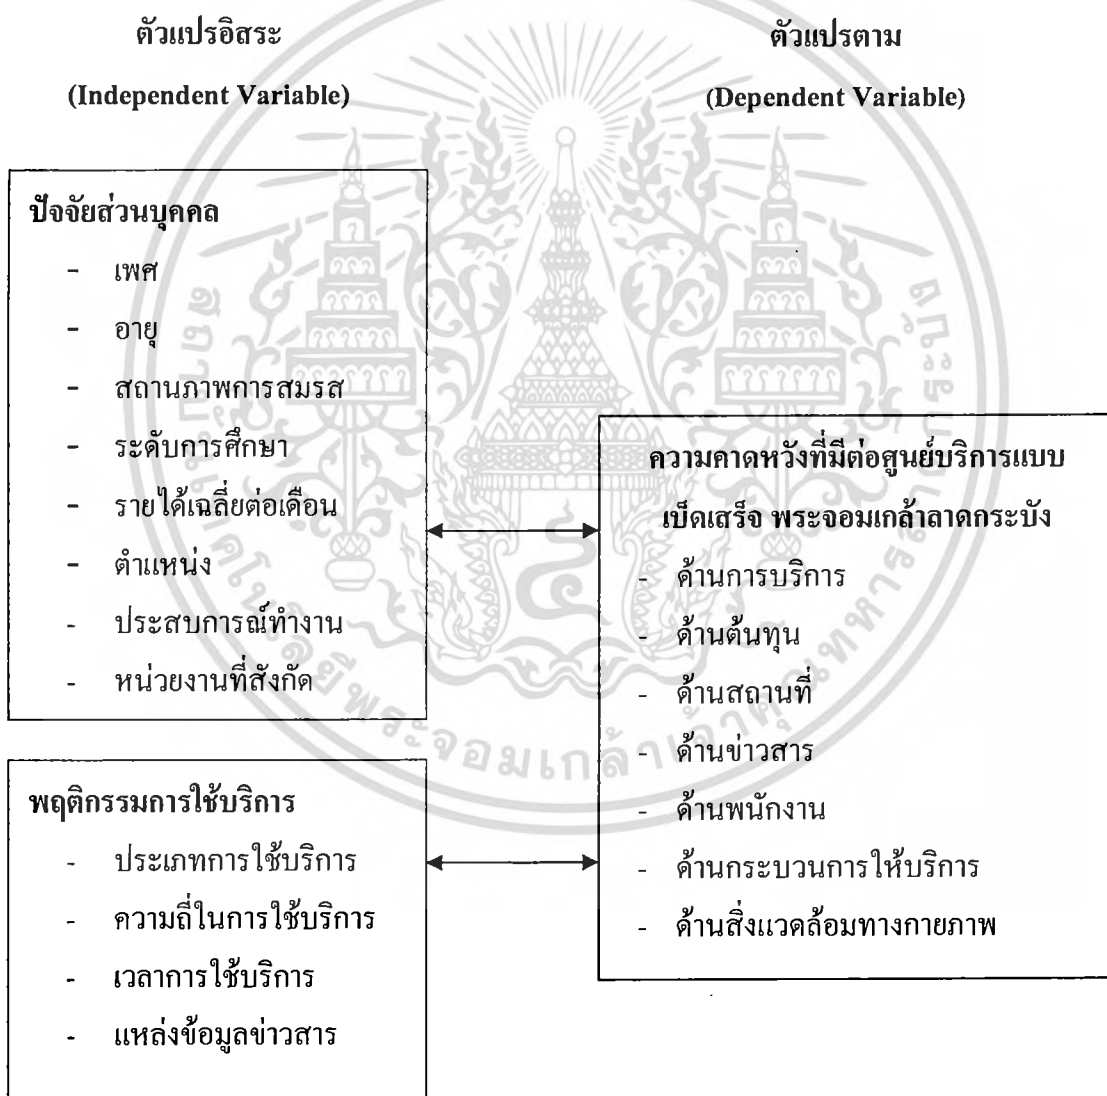 ตัวแปรอิสระ
(Independent Variable)
ตัวแปรตาม
(Dependent Variable)
ปัจจัยส่วนบุคคล
- เพศ
- อายุ
- สถานภาพการสมรส
- ระดับการศึกษา
- รายได้เฉลี่ยต่อเดือน
- ตำแหน่ง
- ประสบการณ์ทำงาน
- หน่วยงานที่สังกัด
พฤติกรรมการใช้บริการ
- ประเภทการใช้บริการ
- ความถี่ในการใช้บริการ
- เวลาการใช้บริการ
- แหล่งข้อมูลข่าวสาร
ความคาดหวังที่มีต่อศูนย์บริการแบบ
เบ็ดเสร็จ พระจอมเกล้าลาดกระบัง
- ด้านการบริการ
- ด้านต้นทุน
- ด้านสถานที่
- ด้านข่าวสาร
- ด้านพนักงาน
- ด้านกระบวนการให้บริการ
- ด้านสิ่งแวดล้อมทางกายภาพ